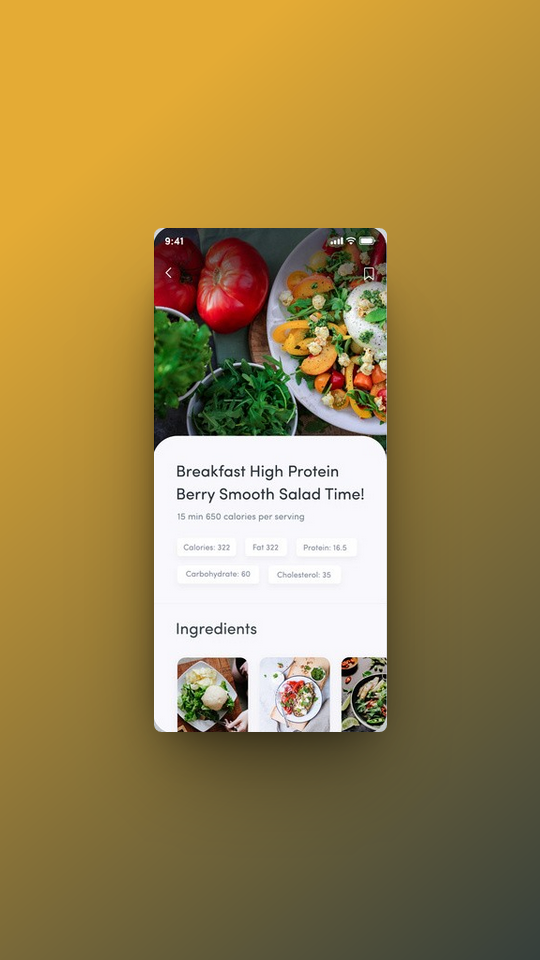 9:41
Breakfast High Protein
Berry Smooth Salad Time!
15 min 650 calories per serving
Calories: 322 Fat 322 Protein: 16.5
Carbohydrate: 60 Cholesterol: 35
Ingredients